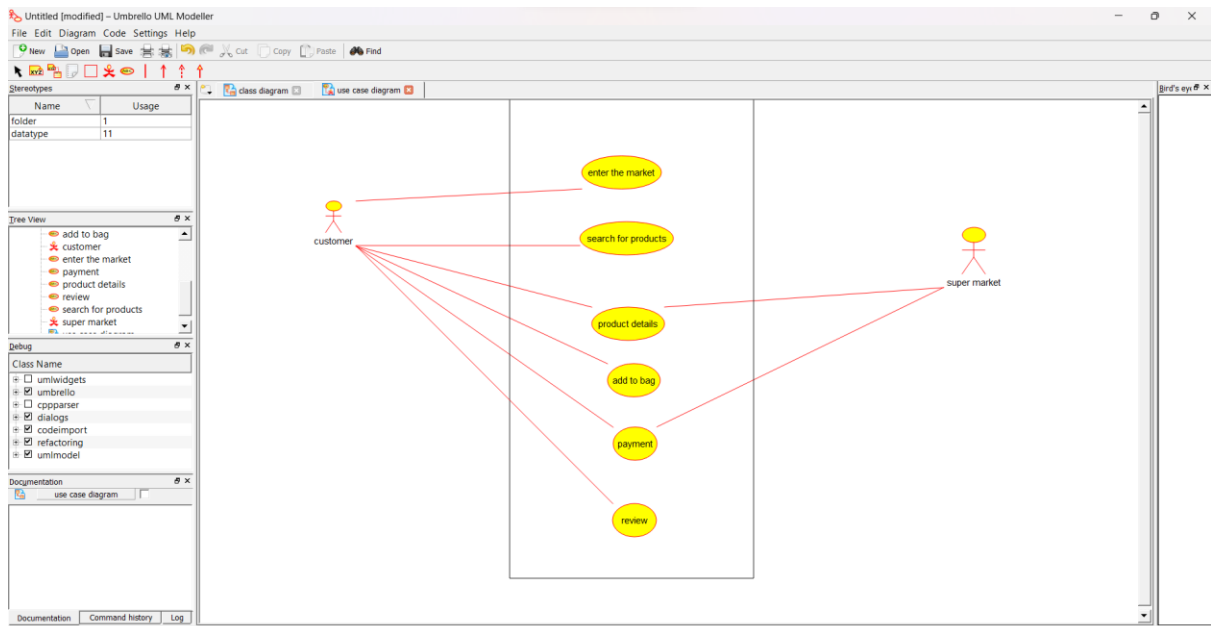 Untitled [modified] – Umbrello UML Modeller
File Edit Diagram Code Settings Help
New Open Save Cut Copy Paste Find
XYZ
Stereotypes
Name Usage
folder 1
datatype 11
Tree View
add to bag
customer
enter the market
payment
product details
review
search for products
super market
Debug
Class Name
umlwidgets
umbrello
cppparser
dialogs
codeimport
refactoring
umlmodel
Documentation
use case diagram
Documentation Command history Log
class diagram use case diagram
enter the market
search for products
customer
super market
product details
add to bag
payment
review
Bird's eye